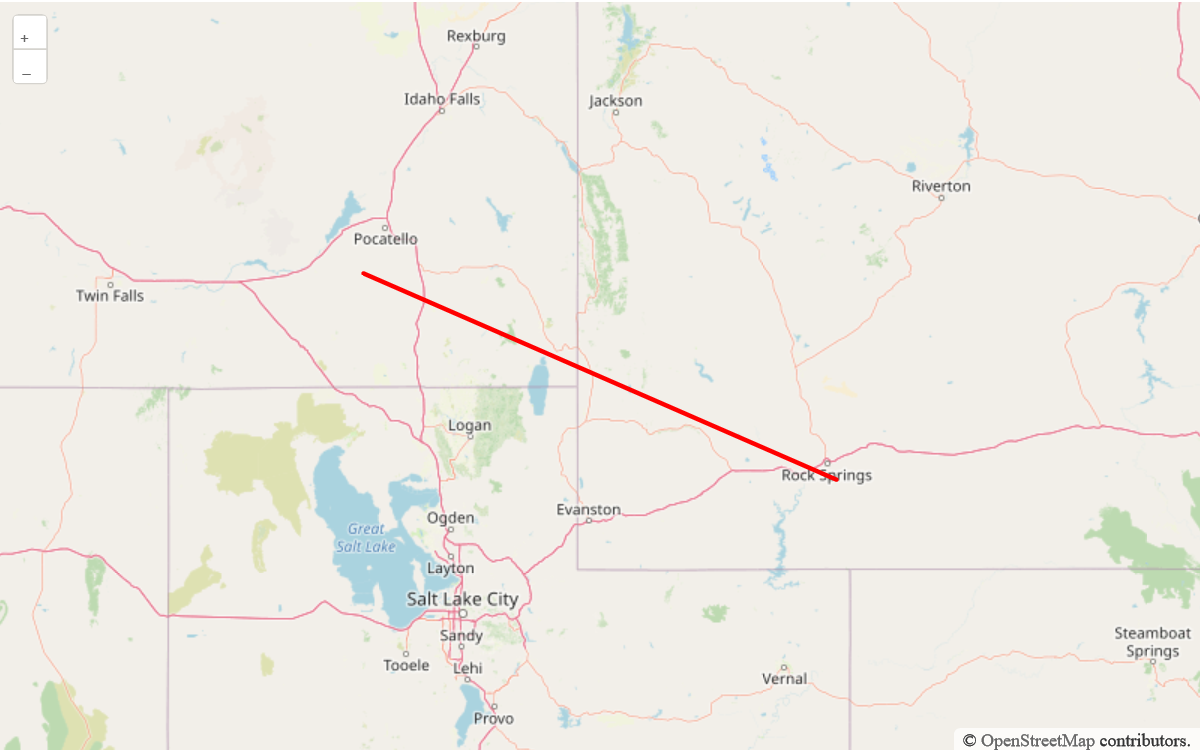 +
–
Rexburg
Idaho Falls
Jackson
Riverton
Pocatello
Twin Falls
Logan
Rock Springs
Evanston
Ogden
Great
Salt Lake
Layton
Salt Lake City
Sandy
Tooele
Lehi
Steamboat
Springs
Vernal
Provo
© OpenStreetMap contributors.